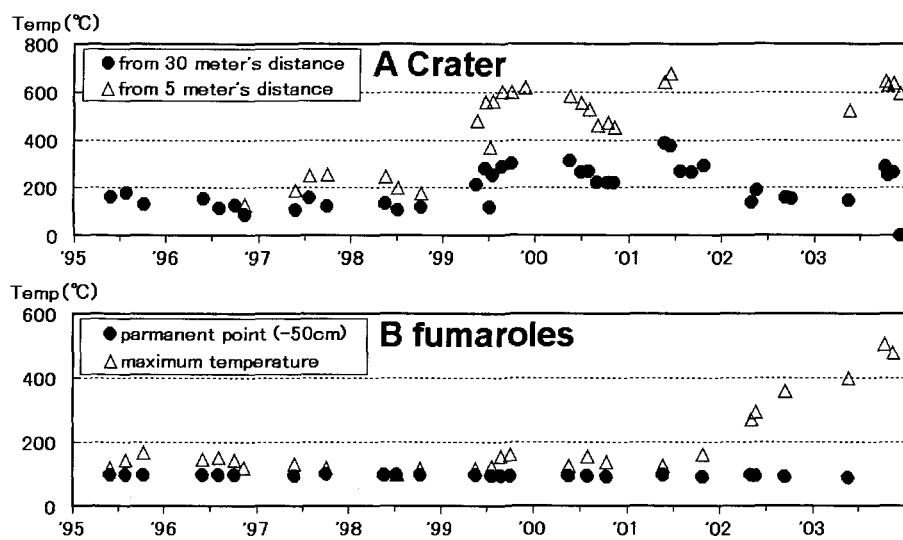 Temp(℃)
800
● from 30 meter's distance
△ from 5 meter's distance
A Crater
600
400
200
0
'95 '96 '97 '98 '99 '00 '01 '02 '03
Temp(℃)
600
● parmanent point (-50cm)
△ maximum temperature
B fumaroles
400
200
0
'95 '96 '97 '98 '99 '00 '01 '02 '03